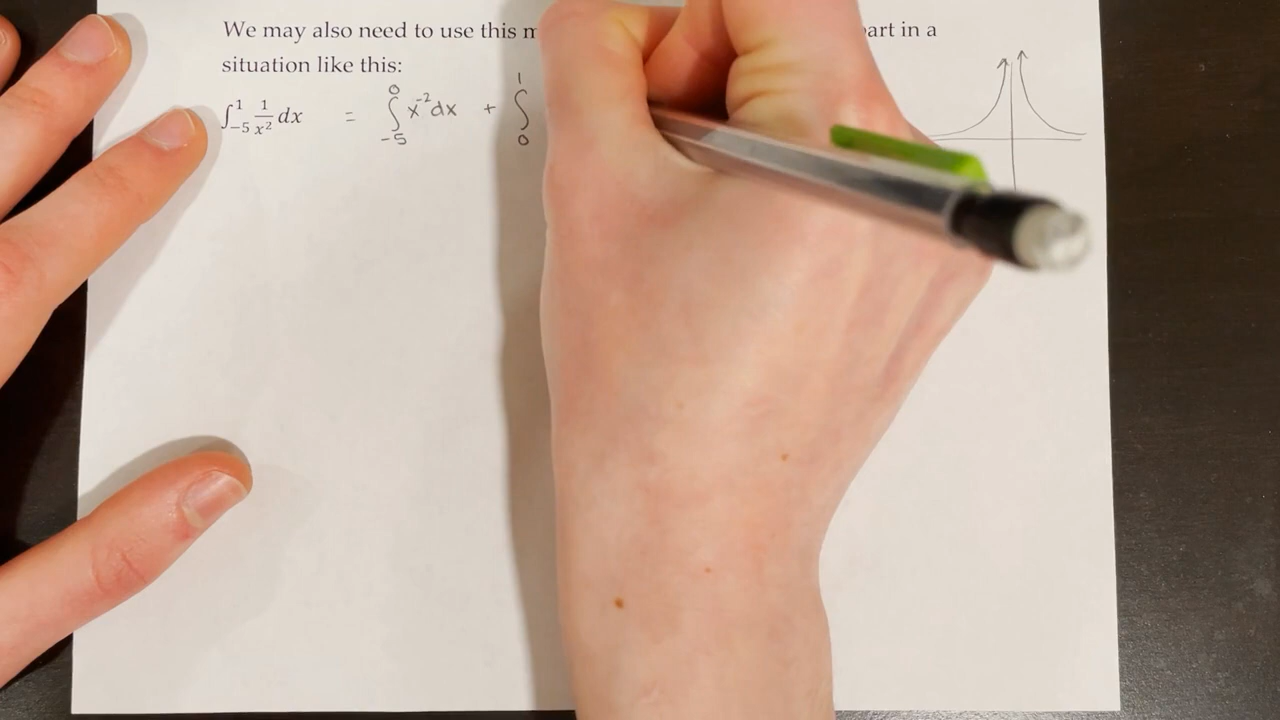 We may also need to use this in a
situation like this:
∫₋₅¹ 1/x² dx = ∫₋₅⁰ x⁻² dx + ∫₀¹